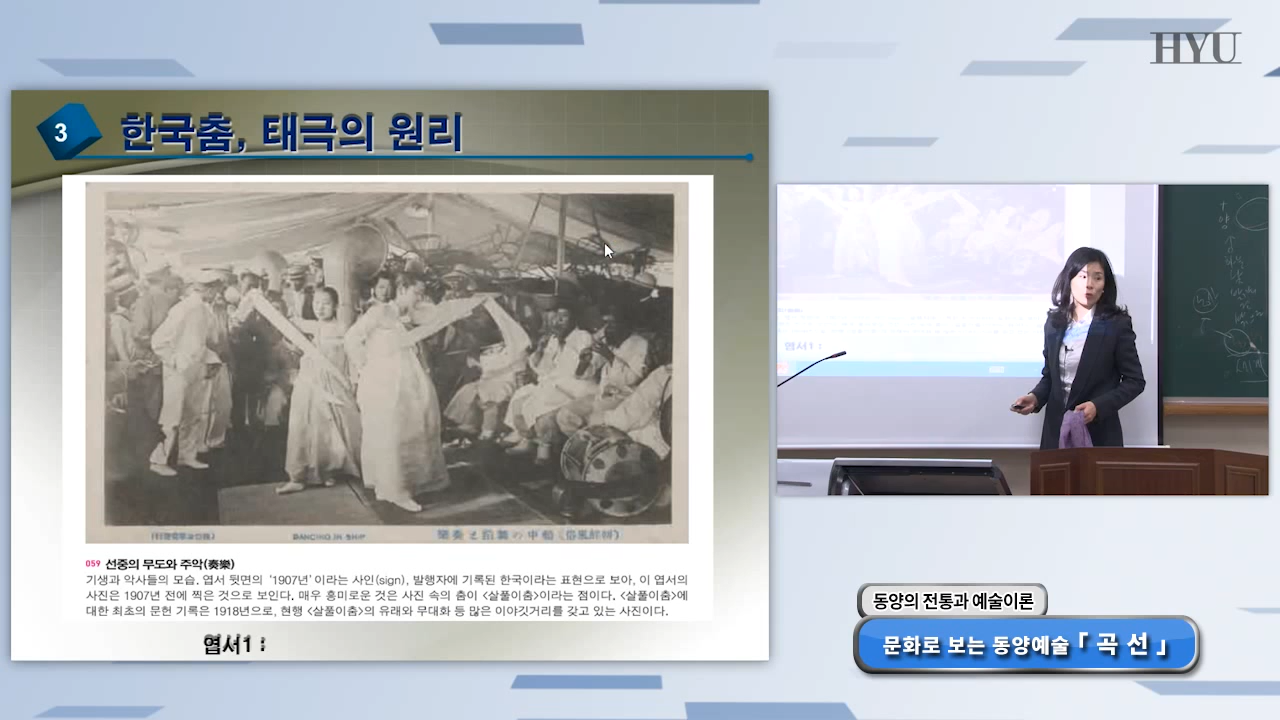 HYU
3
한국춤, 태극의 원리
DANCING IN SHIP
059 선중의 무도와 주악(奏樂)
기생과 악사들의 모습. 엽서 뒷면의 ‘1907년’이라는 사인(sign), 발행자에 기록된 한국이라는 표현으로 보아, 이 엽서의
사진은 1907년 전에 찍은 것으로 보인다. 매우 흥미로운 것은 사진 속의 춤이 <살풀이춤>이라는 점이다. <살풀이춤>에
대한 최초의 문헌 기록은 1918년으로, 현행 <살풀이춤>의 유래와 무대화 등 많은 이야깃거리를 갖고 있는 사진이다.
엽서1 :
엽서1 :
동양의 전통과 예술이론
문화로 보는 동양예술「곡 선」